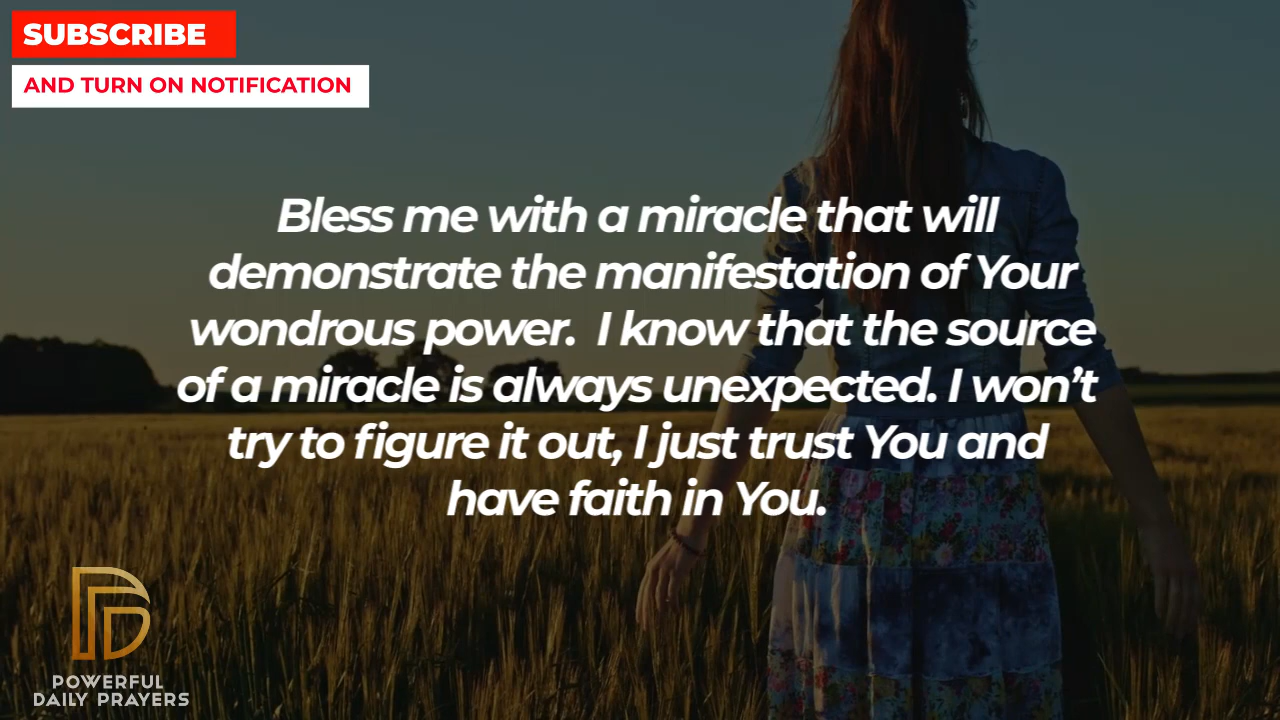 SUBSCRIBE
AND TURN ON NOTIFICATION
Bless me with a miracle that will
demonstrate the manifestation of Your
wondrous power.  I know that the source
of a miracle is always unexpected. I won’t
try to figure it out, I just trust You and
have faith in You.
POWERFUL
DAILY PRAYERS